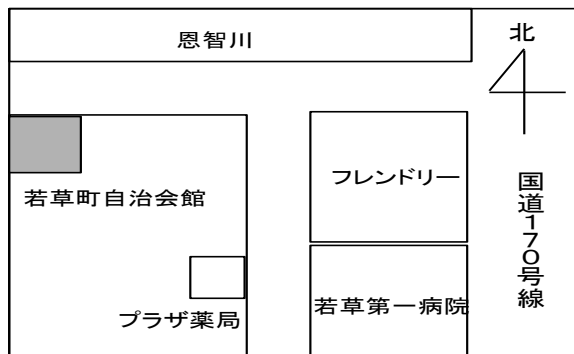 恩智川
北
フレンドリー
若草町自治会館
国道170号線
プラザ薬局
若草第一病院